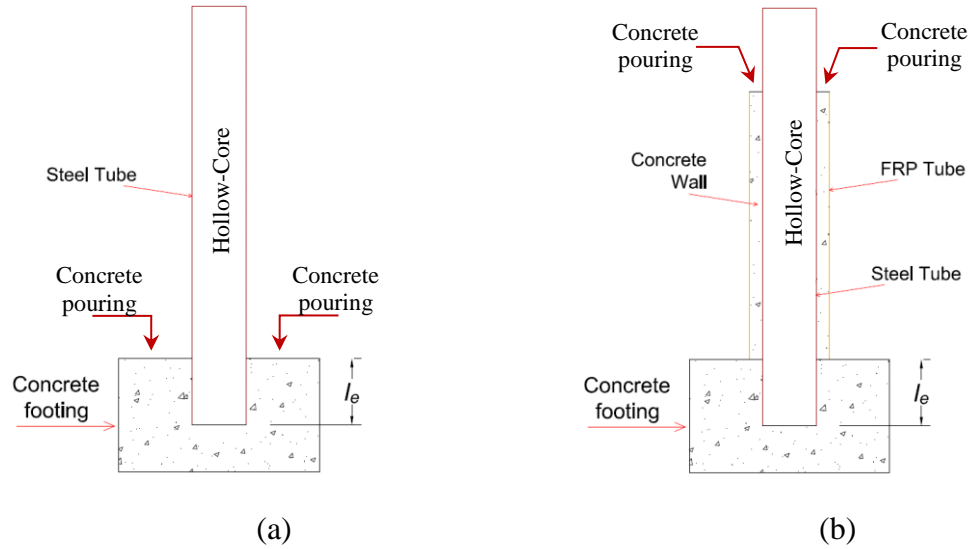 Hollow-Core
Steel Tube
Concrete
pouring
Concrete
pouring
Concrete
footing
le
(a)
Concrete
pouring
Concrete
pouring
Hollow-Core
Concrete
Wall
FRP Tube
Steel Tube
Concrete
footing
le
(b)